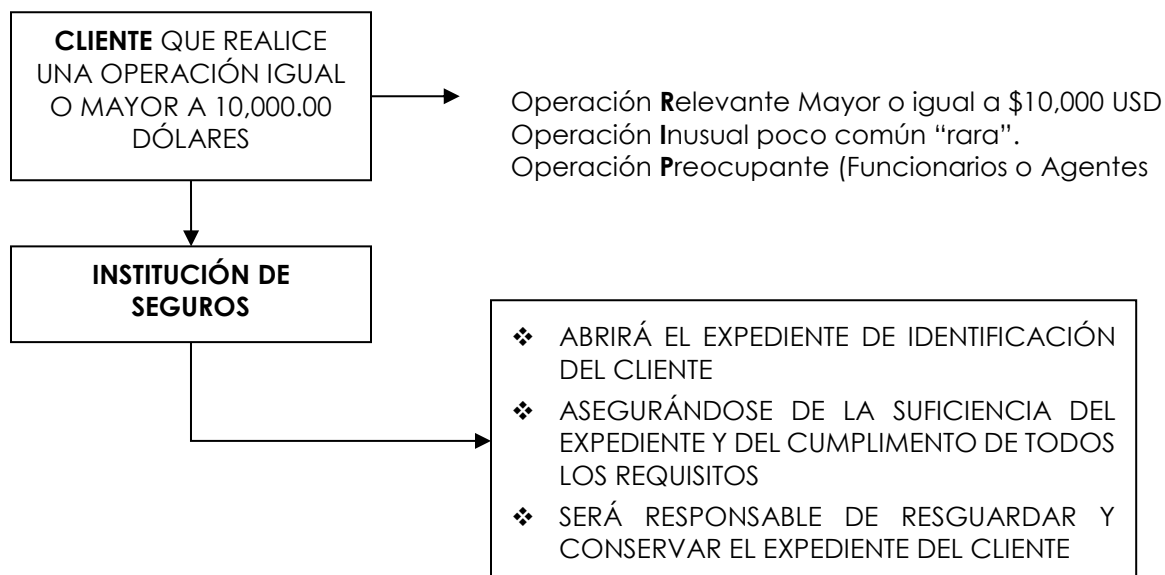 CLIENTE QUE REALICE
UNA OPERACIÓN IGUAL
O MAYOR A 10,000.00
DÓLARES
Operación Relevante Mayor o igual a $10,000 USD
Operación Inusual poco común “rara”.
Operación Preocupante (Funcionarios o Agentes
INSTITUCIÓN DE
SEGUROS
❖ ABRIRÁ EL EXPEDIENTE DE IDENTIFICACIÓN
DEL CLIENTE
❖ ASEGURÁNDOSE DE LA SUFICIENCIA DEL
EXPEDIENTE Y DEL CUMPLIMENTO DE TODOS
LOS REQUISITOS
❖ SERÁ RESPONSABLE DE RESGUARDAR Y
CONSERVAR EL EXPEDIENTE DEL CLIENTE